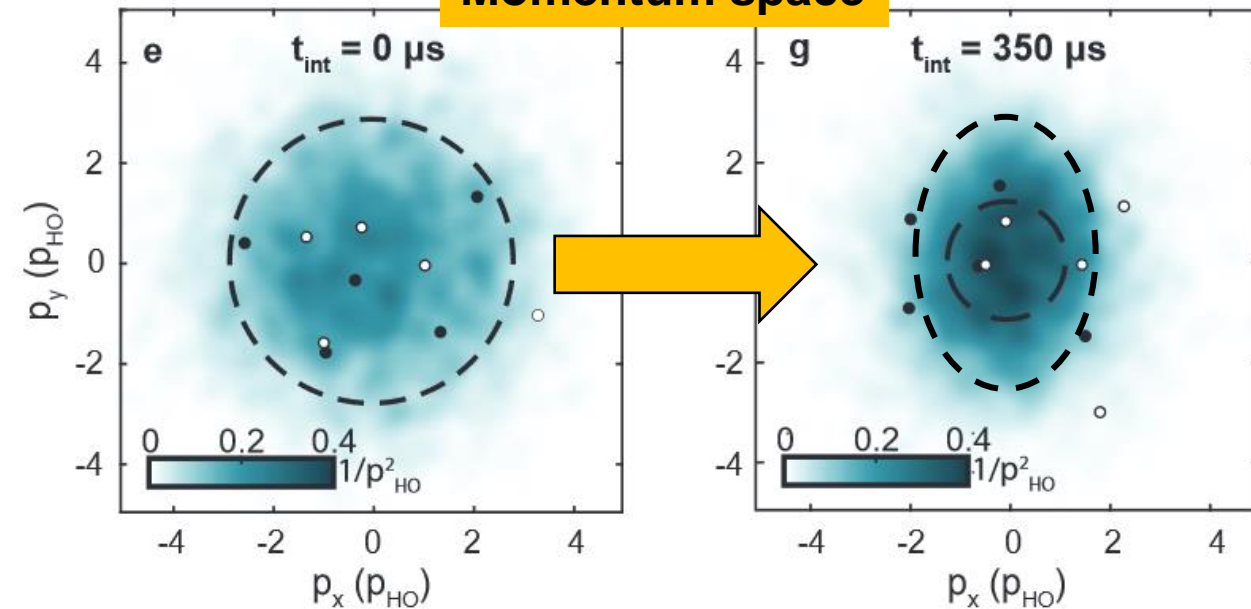 Momentum space
e
t_int = 0 µs
g
t_int = 350 µs
4
2
0
-2
-4
p_y (p_HO)
0 0.2 0.4
1/p²_HO
-4 -2 0 2 4
p_x (p_HO)
4
2
0
-2
-4
0 0.2 0.4
1/p²_HO
-4 -2 0 2 4
p_x (p_HO)